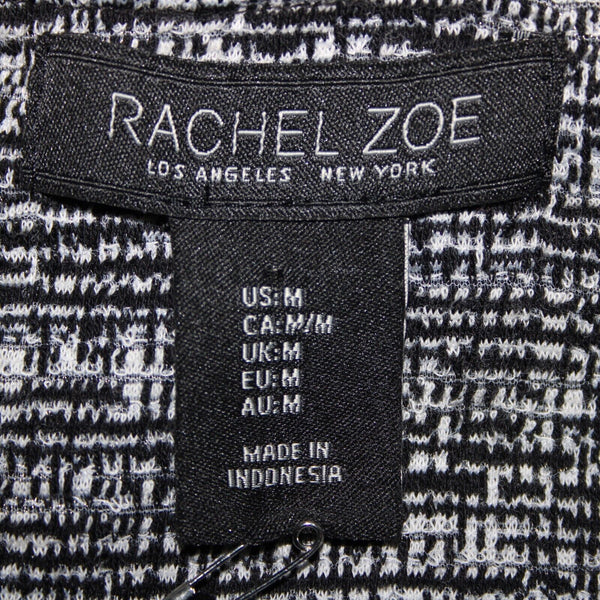 RACHEL ZOE
LOS ANGELES NEW YORK
US:M
CA:M/M
UK:M
EU:M
AU:M
MADE IN
INDONESIA